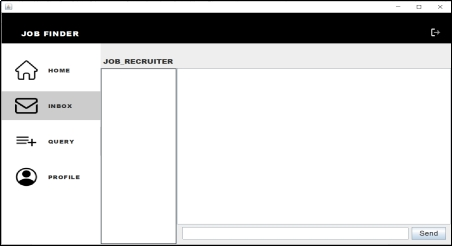 JOB FINDER
HOME
JOB_RECRUITER
INBOX
QUERY
PROFILE
Send